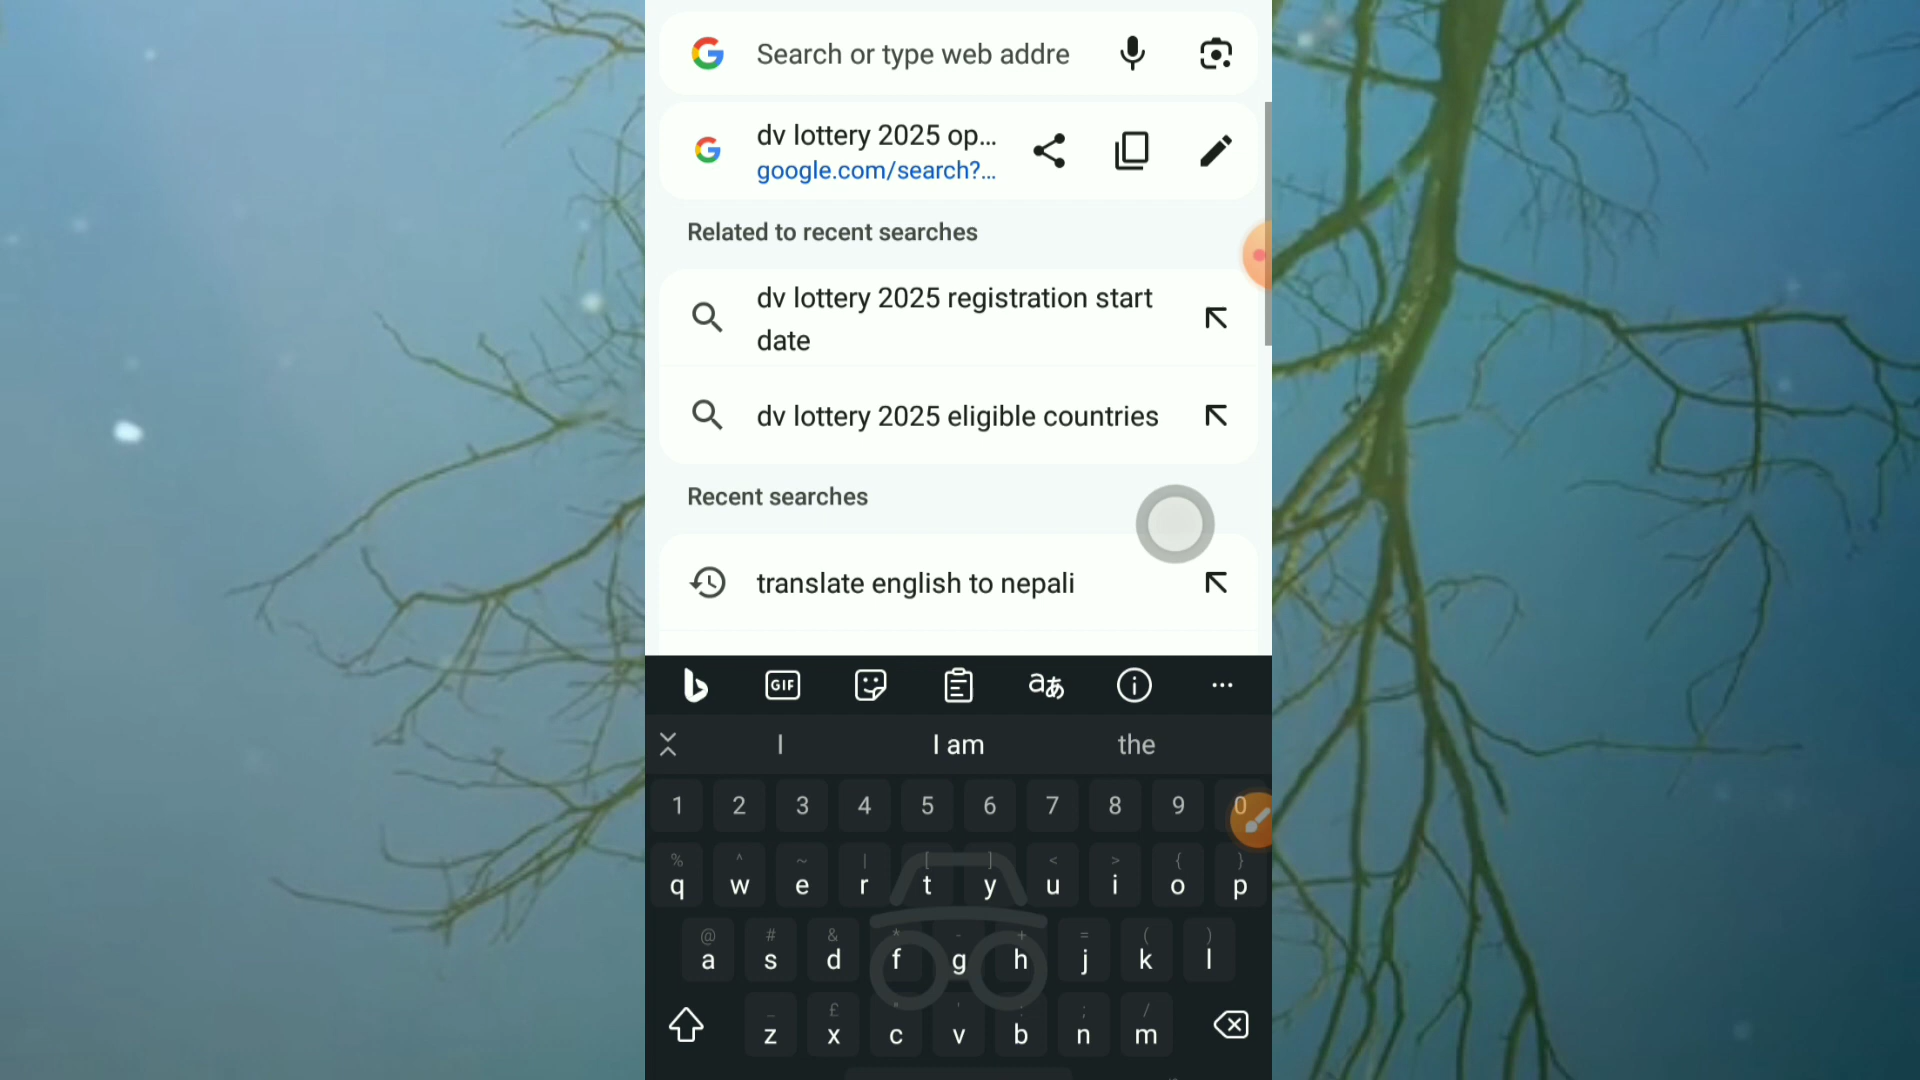 Search or type web addre
dv lottery 2025 op...
google.com/search?...
Related to recent searches
dv lottery 2025 registration start
date
dv lottery 2025 eligible countries
Recent searches
translate english to nepali
GIF
aあ
I
I am
the
1 2 3 4 5 6 7 8 9 0
% ^ ~ | [ ] < > { }
q w e r t y u i o p
@ # & * - + = ( )
a s d f g h j k l
_ £ " ' : ; /
z x c v b n m